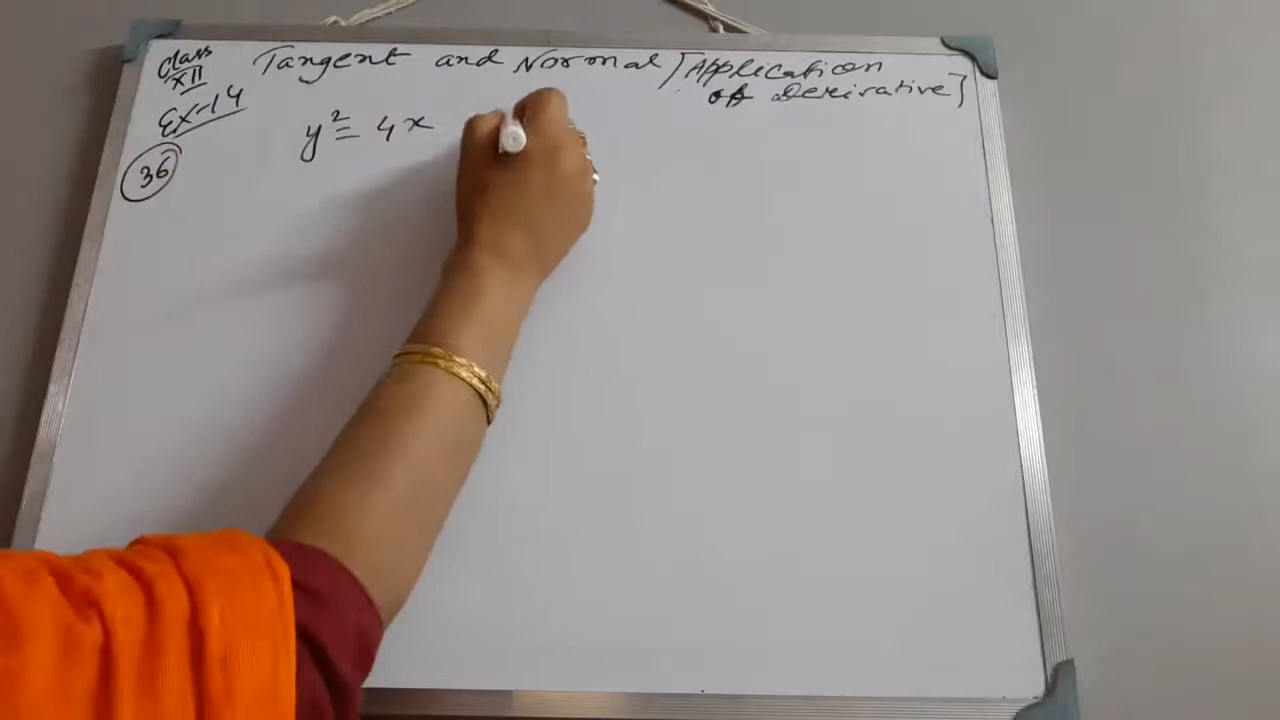 Class XII
Ex-14
Tangent and Normal [Application of Derivative]
36
y² = 4x